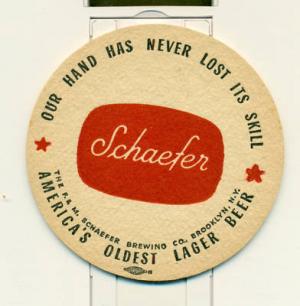 OUR HAND HAS NEVER LOST ITS SKILL
Schaefer
THE F. & M. SCHAEFER BREWING CO. BROOKLYN, N.Y.
AMERICA'S OLDEST LAGER BEER